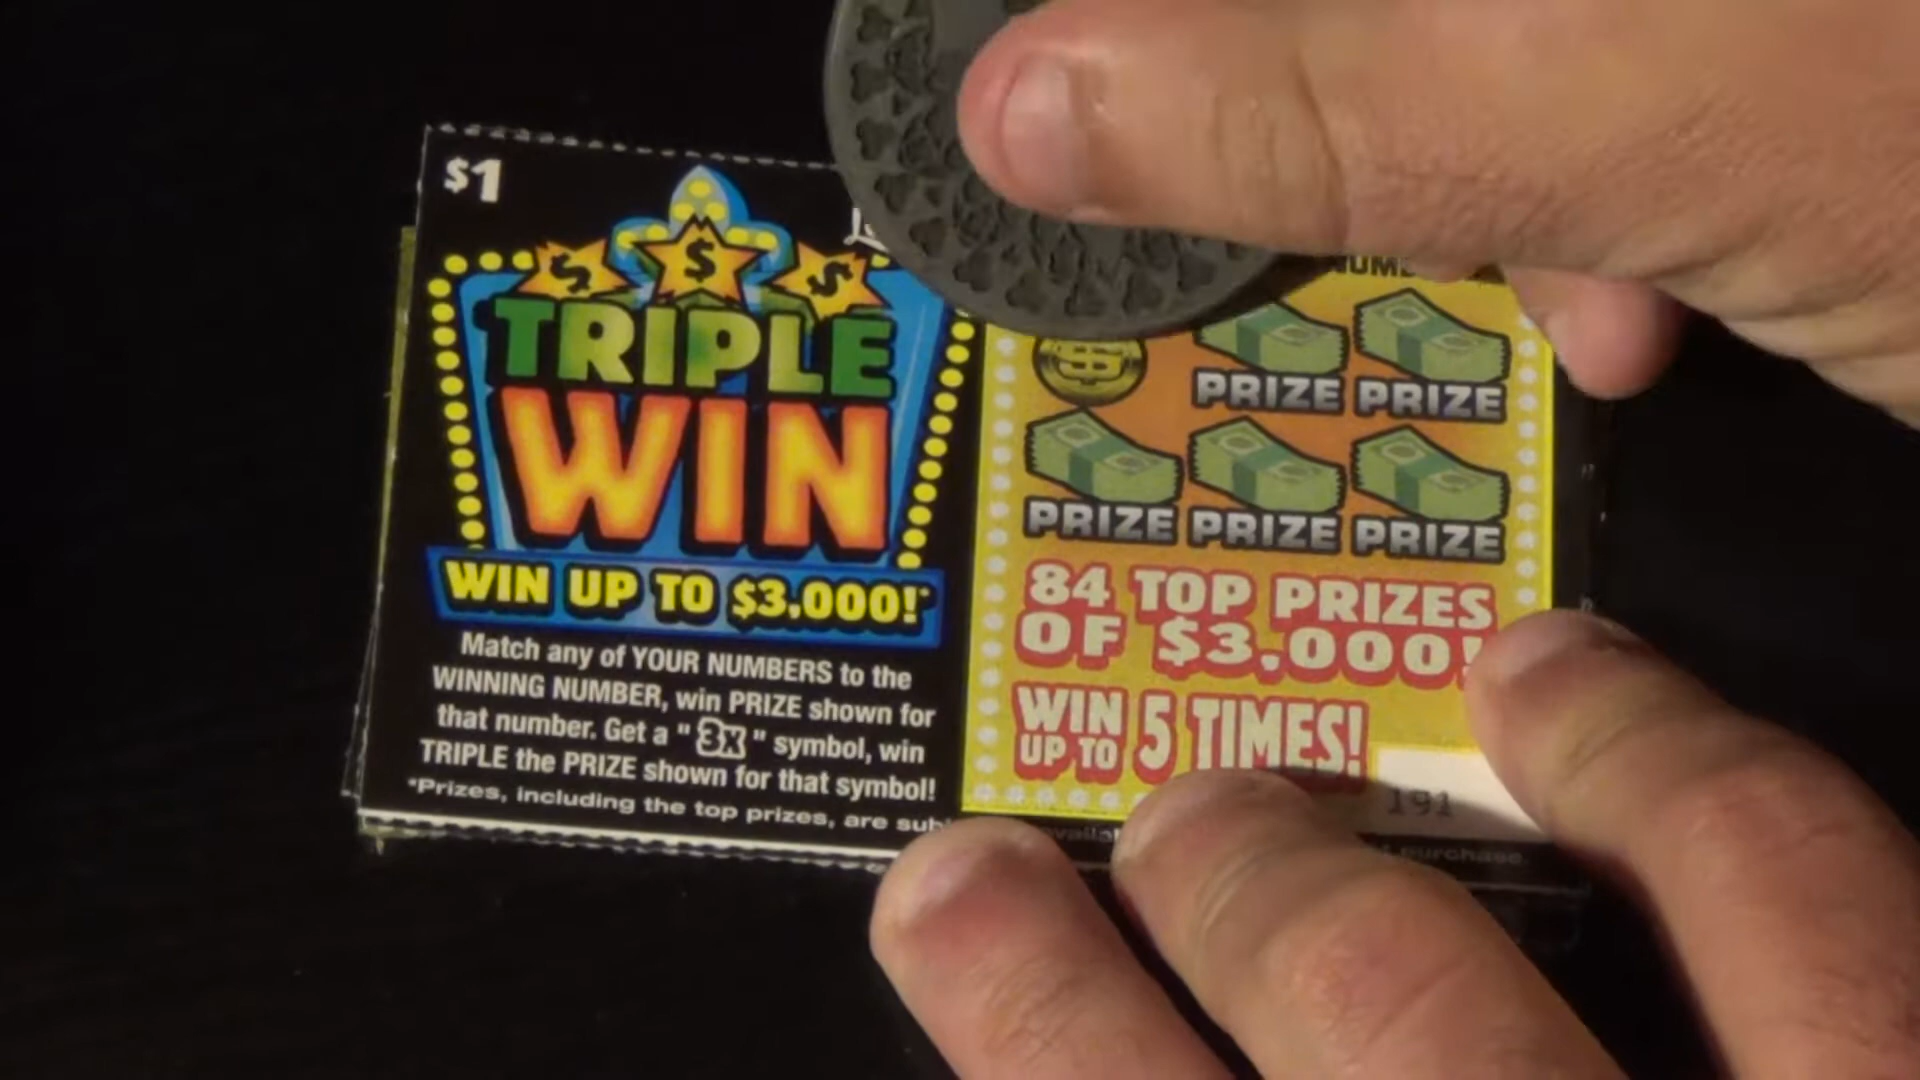 $1
TRIPLE
WIN
WIN UP TO $3,000!*
Match any of YOUR NUMBERS to the
WINNING NUMBER, win PRIZE shown for
that number. Get a "3X" symbol, win
TRIPLE the PRIZE shown for that symbol!
*Prizes, including the top prizes, are
PRIZE PRIZE
PRIZE PRIZE PRIZE
84 TOP PRIZES
OF $3,000!
WIN UP TO 5 TIMES!
191
purchase